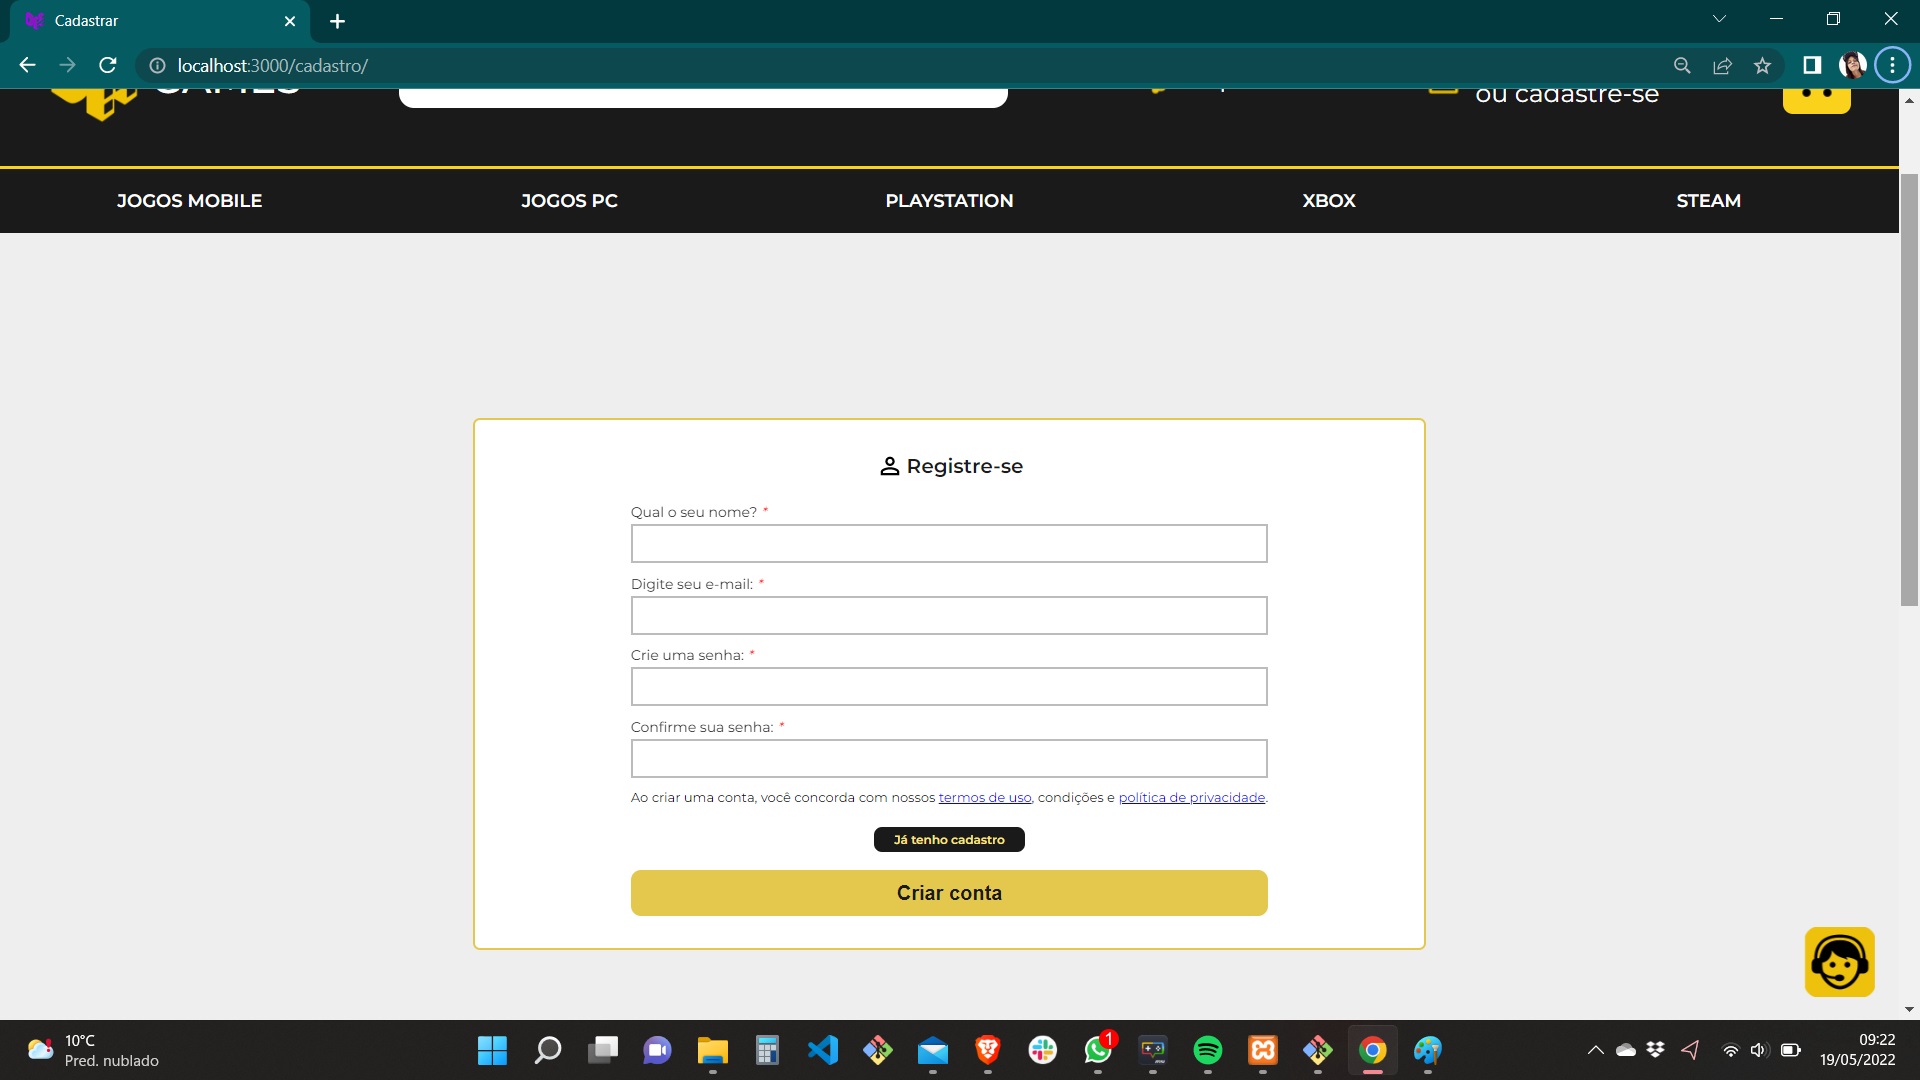 Cadastrar
localhost:3000/cadastro/
GAMES
ou cadastre-se
JOGOS MOBILE
JOGOS PC
PLAYSTATION
XBOX
STEAM
Registre-se
Qual o seu nome? *
Digite seu e-mail: *
Crie uma senha: *
Confirme sua senha: *
Ao criar uma conta, você concorda com nossos termos de uso, condições e política de privacidade.
Já tenho cadastro
Criar conta
10°C
Pred. nublado
1
09:22
19/05/2022